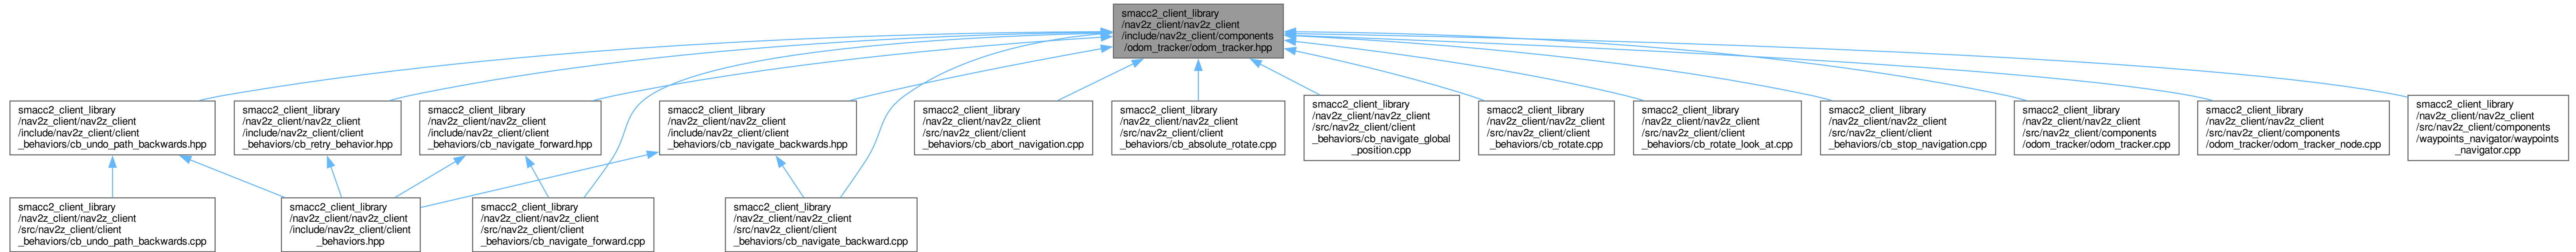 smacc2_client_library
/nav2z_client/nav2z_client
/include/nav2z_client/components
/odom_tracker/odom_tracker.hpp
smacc2_client_library
/nav2z_client/nav2z_client
/include/nav2z_client/client
_behaviors/cb_undo_path_backwards.hpp
smacc2_client_library
/nav2z_client/nav2z_client
/include/nav2z_client/client
_behaviors/cb_retry_behavior.hpp
smacc2_client_library
/nav2z_client/nav2z_client
/include/nav2z_client/client
_behaviors/cb_navigate_forward.hpp
smacc2_client_library
/nav2z_client/nav2z_client
/include/nav2z_client/client
_behaviors/cb_navigate_backwards.hpp
smacc2_client_library
/nav2z_client/nav2z_client
/src/nav2z_client/client
_behaviors/cb_abort_navigation.cpp
smacc2_client_library
/nav2z_client/nav2z_client
/src/nav2z_client/client
_behaviors/cb_absolute_rotate.cpp
smacc2_client_library
/nav2z_client/nav2z_client
/src/nav2z_client/client
_behaviors/cb_navigate_global
_position.cpp
smacc2_client_library
/nav2z_client/nav2z_client
/src/nav2z_client/client
_behaviors/cb_rotate.cpp
smacc2_client_library
/nav2z_client/nav2z_client
/src/nav2z_client/client
_behaviors/cb_rotate_look_at.cpp
smacc2_client_library
/nav2z_client/nav2z_client
/src/nav2z_client/client
_behaviors/cb_stop_navigation.cpp
smacc2_client_library
/nav2z_client/nav2z_client
/src/nav2z_client/components
/odom_tracker/odom_tracker.cpp
smacc2_client_library
/nav2z_client/nav2z_client
/src/nav2z_client/components
/odom_tracker/odom_tracker_node.cpp
smacc2_client_library
/nav2z_client/nav2z_client
/src/nav2z_client/components
/waypoints_navigator/waypoints
_navigator.cpp
smacc2_client_library
/nav2z_client/nav2z_client
/src/nav2z_client/client
_behaviors/cb_undo_path_backwards.cpp
smacc2_client_library
/nav2z_client/nav2z_client
/include/nav2z_client/client
_behaviors.hpp
smacc2_client_library
/nav2z_client/nav2z_client
/src/nav2z_client/client
_behaviors/cb_navigate_forward.cpp
smacc2_client_library
/nav2z_client/nav2z_client
/src/nav2z_client/client
_behaviors/cb_navigate_backward.cpp